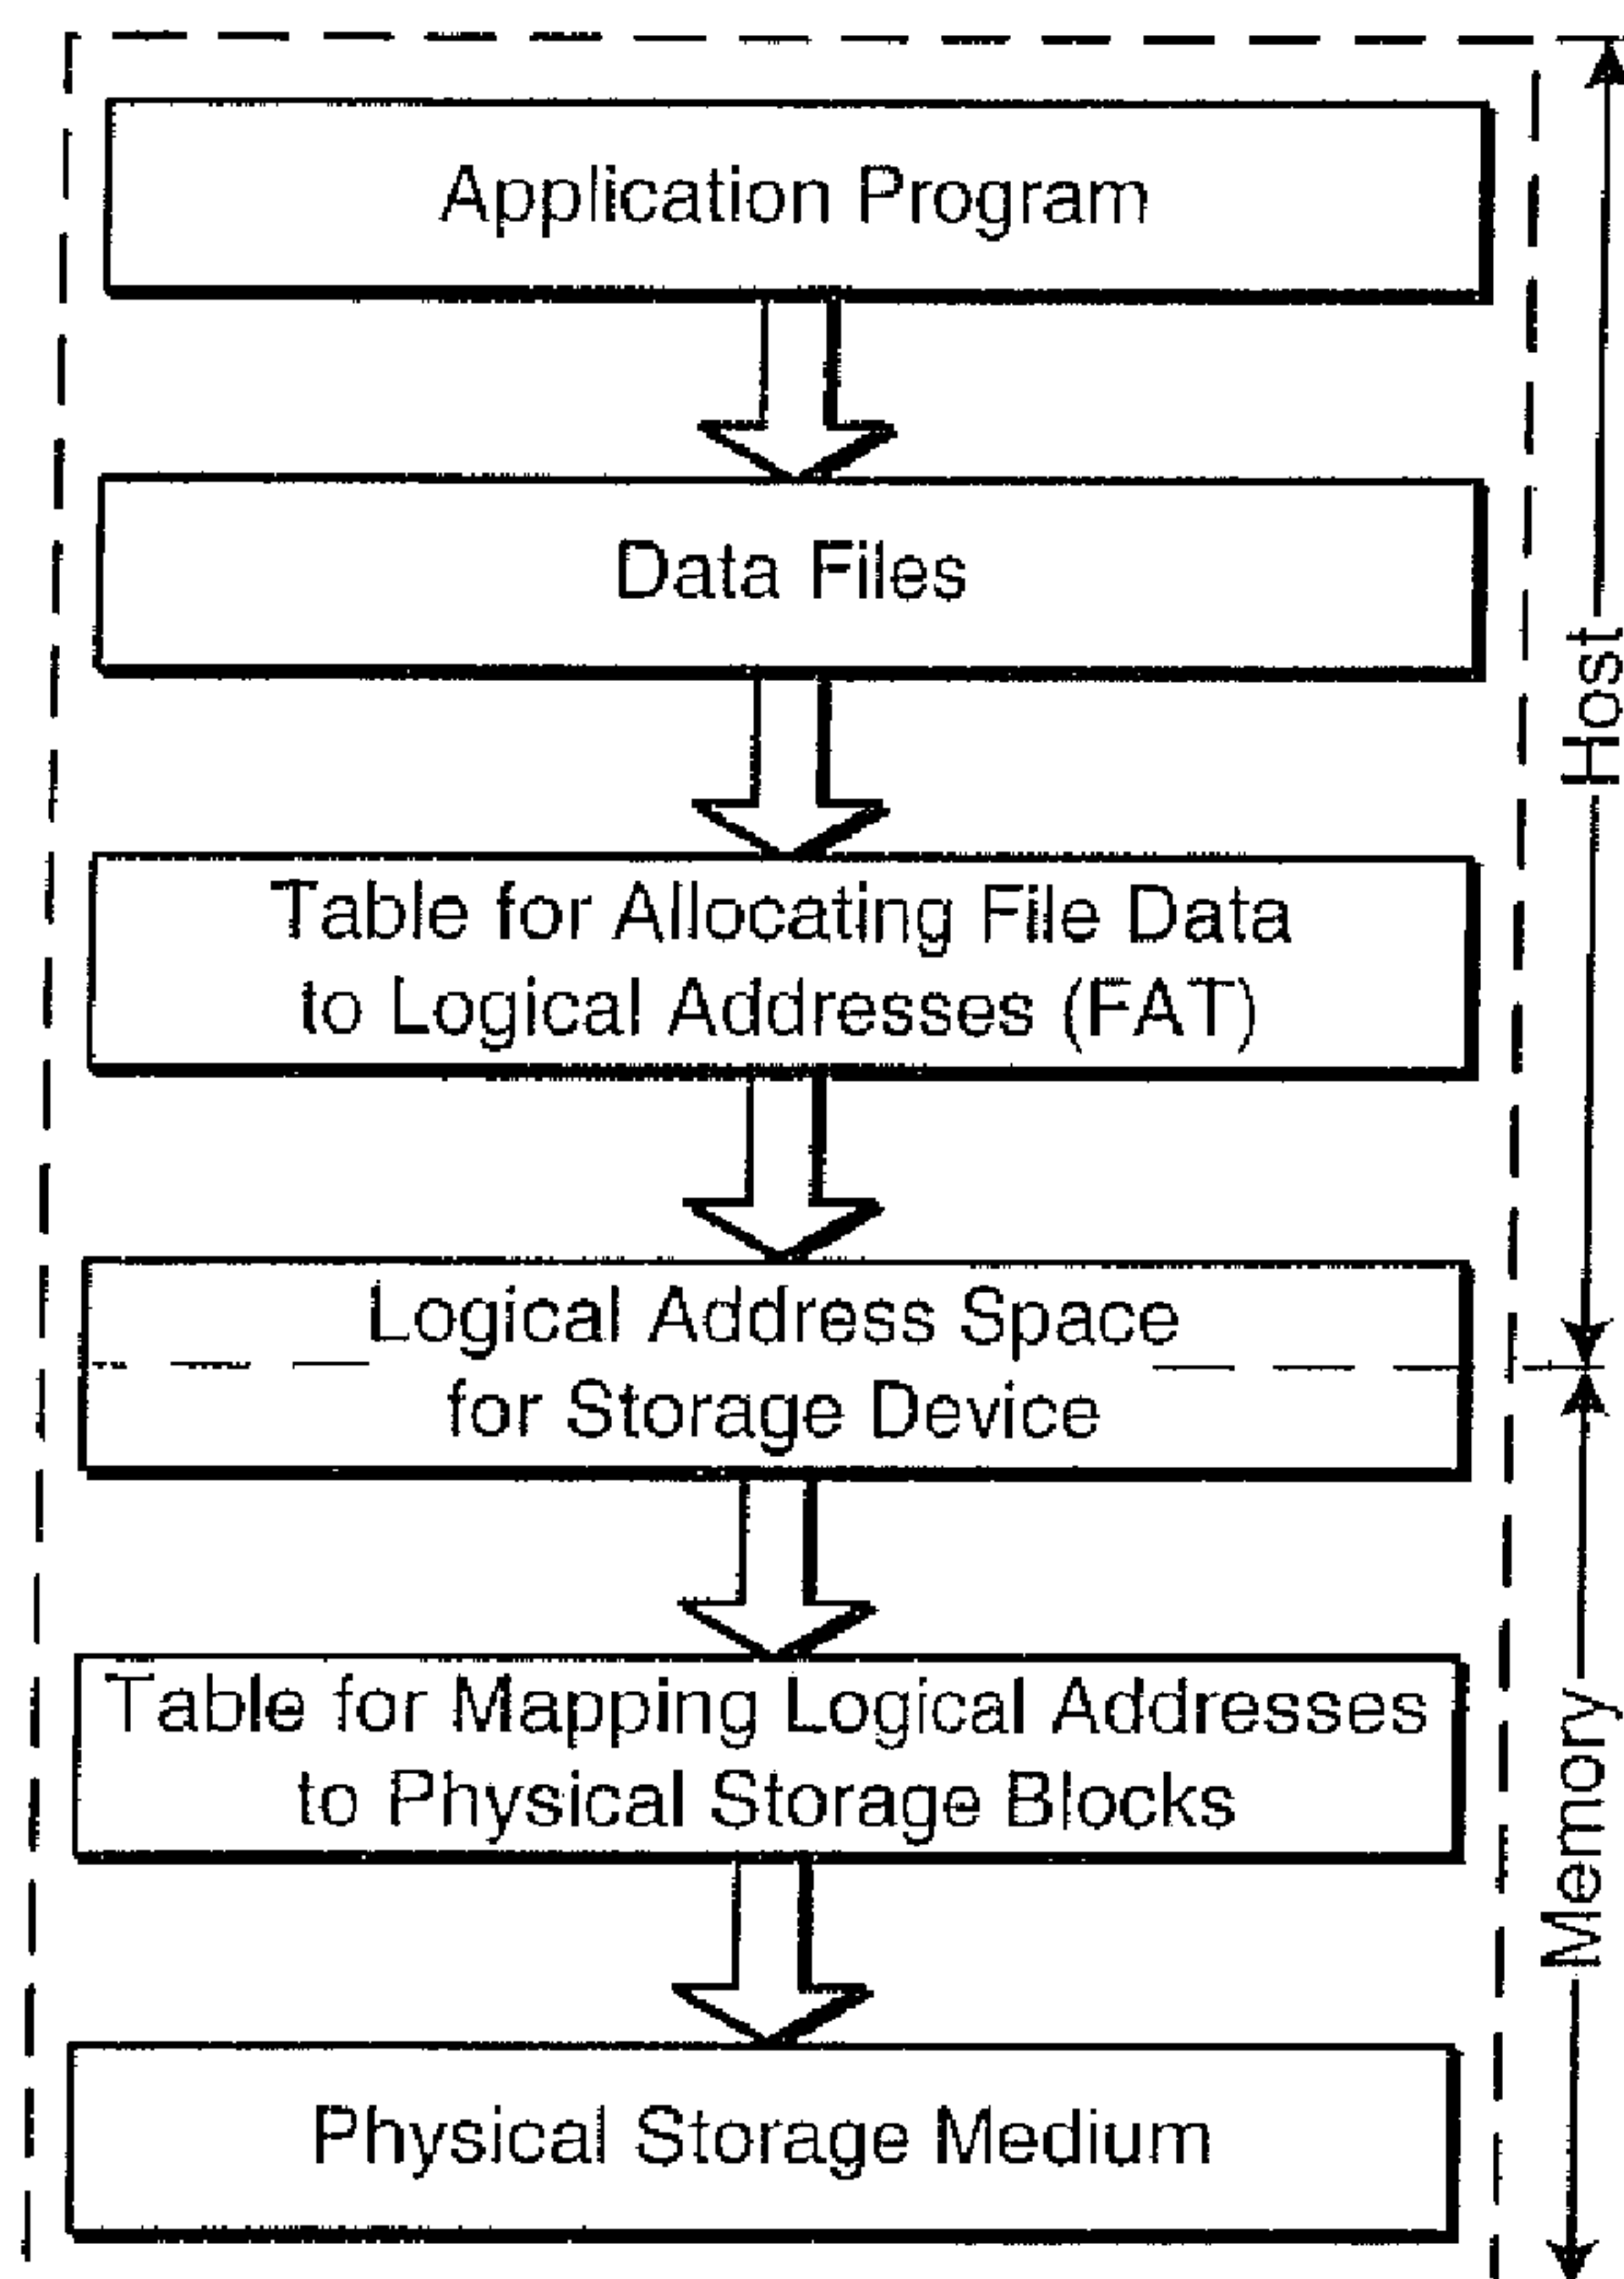 Application Program
Data Files
Table for Allocating File Data
to Logical Addresses (FAT)
Logical Address Space
for Storage Device
Table for Mapping Logical Addresses
to Physical Storage Blocks
Physical Storage Medium
Host
Memory